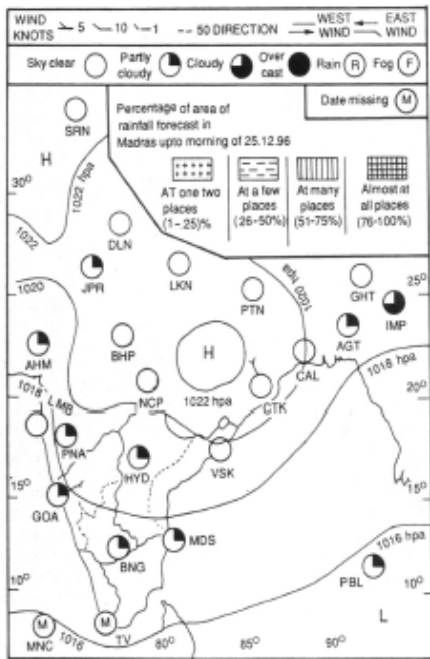 WIND KNOTS 5 10 1 50 DIRECTION WEST WIND EAST WIND
Sky clear Partly cloudy Cloudy Over cast Rain R Fog F
Date missing M
Percentage of area of
rainfall forecast in
Madras upto morning of 25.12.96
AT one two places (1-25)%
At a few places (26-50%)
At many places (51-75%)
Almost at all places (76-100%)
SRN
H
1022 hpa
30°
1022
DLN
JPR
LKN
1020 hpa
25°
GHT
1020
PTN
IMP
AGT
AHM
BHP
H
CAL
1018 hpa
1018
LMB
NCP
1022 hpa
CTK
20°
PNA
HYD
VSK
15°
GOA
15°
MDS
BNG
1016 hpa
10°
PBL
10°
M
M
L
MNC
1016
TV
80°
85°
90°